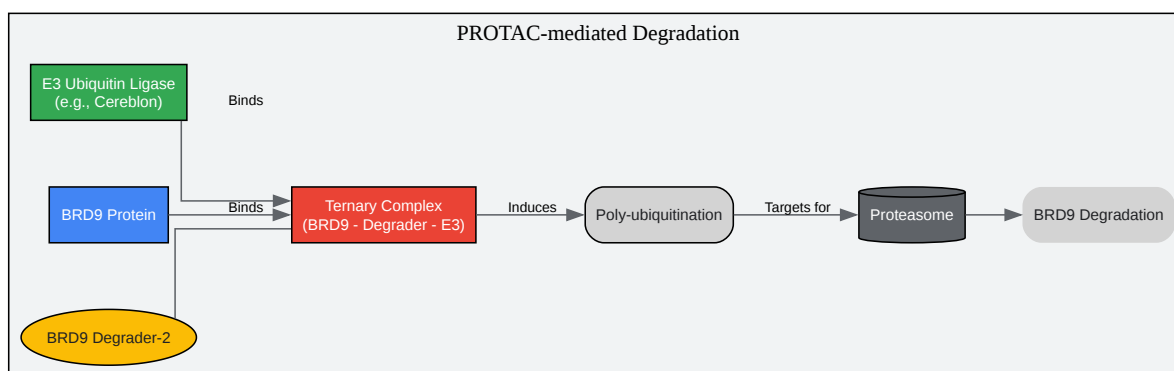 PROTAC-mediated Degradation
E3 Ubiquitin Ligase
(e.g., Cereblon)
Binds
BRD9 Protein
Binds
Ternary Complex
(BRD9 - Degrader - E3)
Induces
Poly-ubiquitination
Targets for
Proteasome
BRD9 Degradation
BRD9 Degrader-2